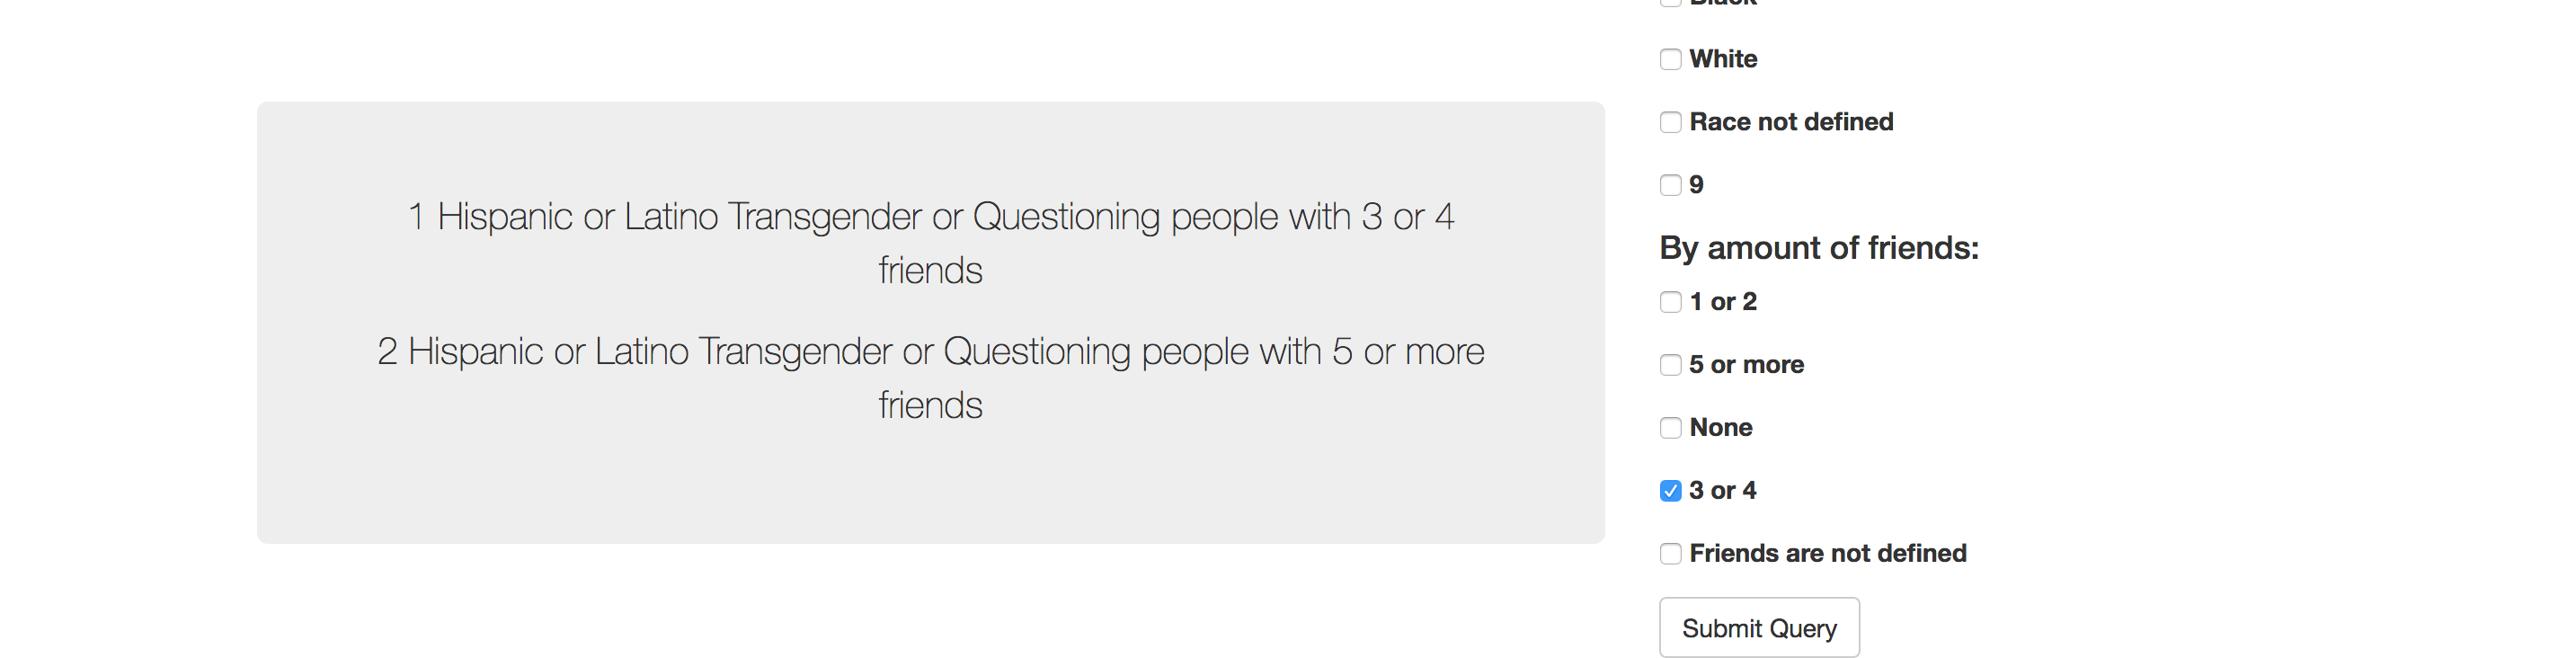 1 Hispanic or Latino Transgender or Questioning people with 3 or 4
friends
2 Hispanic or Latino Transgender or Questioning people with 5 or more
friends
Black
White
Race not defined
9
By amount of friends:
1 or 2
5 or more
None
3 or 4
Friends are not defined
Submit Query